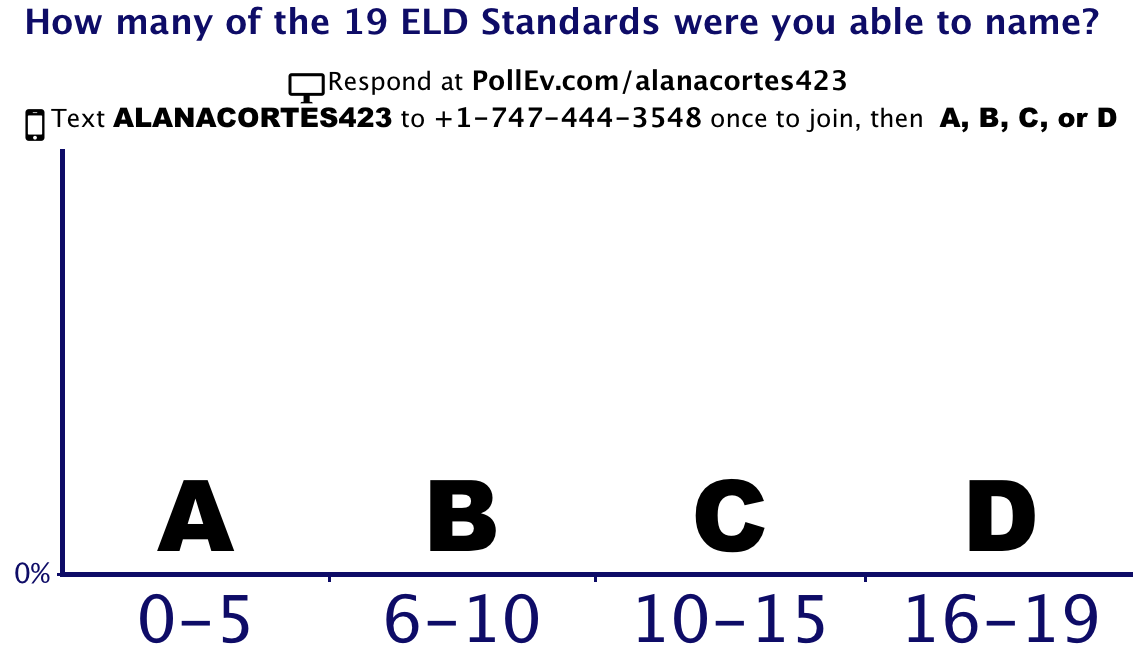 How many of the 19 ELD Standards were you able to name?
Respond at PollEv.com/alanacortes423
Text ALANACORTES423 to +1-747-444-3548 once to join, then A, B, C, or D
A B C D
0%
0-5 6-10 10-15 16-19